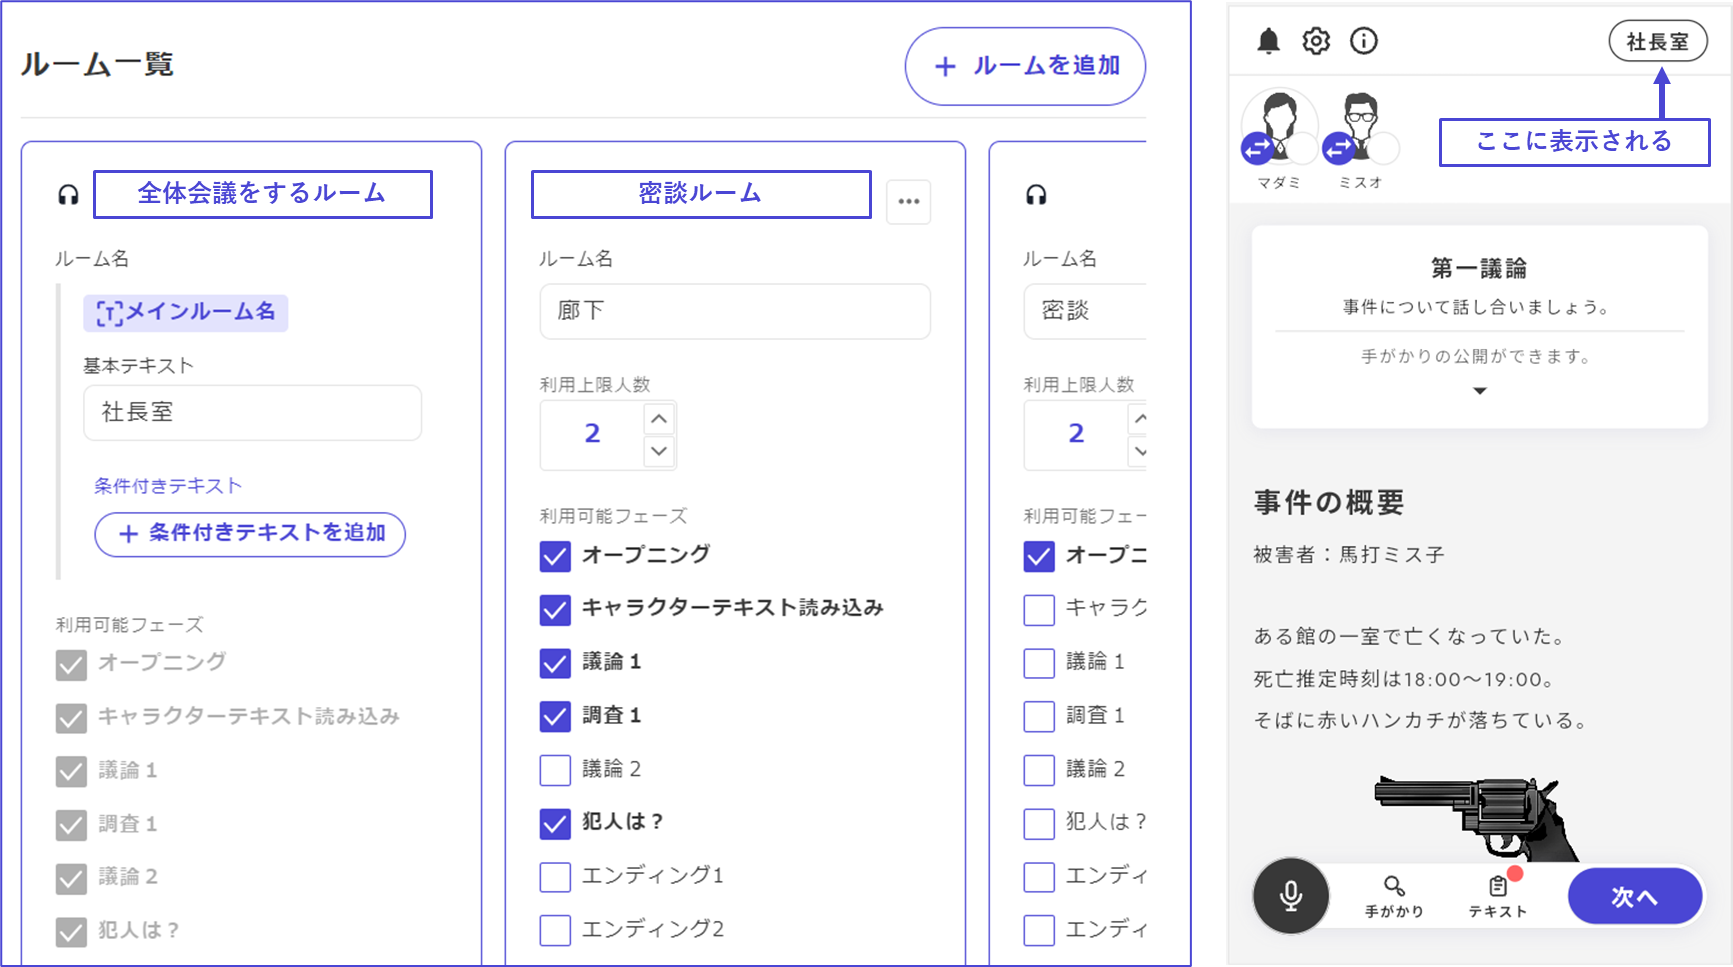 ルーム一覧
＋ ルームを追加
全体会議をするルーム
ルーム名
[T]メインルーム名
基本テキスト
社長室
条件付きテキスト
＋ 条件付きテキストを追加
利用可能フェーズ
オープニング
キャラクターテキスト読み込み
議論１
調査１
議論２
犯人は？
密談ルーム
ルーム名
廊下
利用上限人数
2
利用可能フェーズ
オープニング
キャラクターテキスト読み込み
議論１
調査１
議論２
犯人は？
エンディング1
エンディング2
ルーム名
密談
利用上限人数
2
利用可能フェー
オープニ
キャラク
議論１
調査１
議論２
犯人は？
エンディ
エンディ
社長室
ここに表示される
マダミ
ミスオ
第一議論
事件について話し合いましょう。
手がかりの公開ができます。
事件の概要
被害者：馬打ミス子
ある館の一室で亡くなっていた。
死亡推定時刻は18:00〜19:00。
そばに赤いハンカチが落ちている。
手がかり
テキスト
次へ